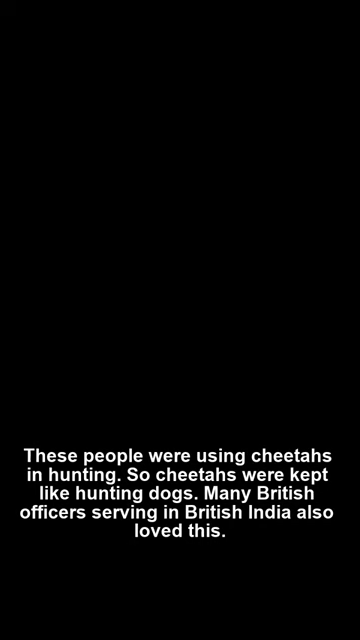 These people were using cheetahs
in hunting. So cheetahs were kept
like hunting dogs. Many British
officers serving in British India also
loved this.